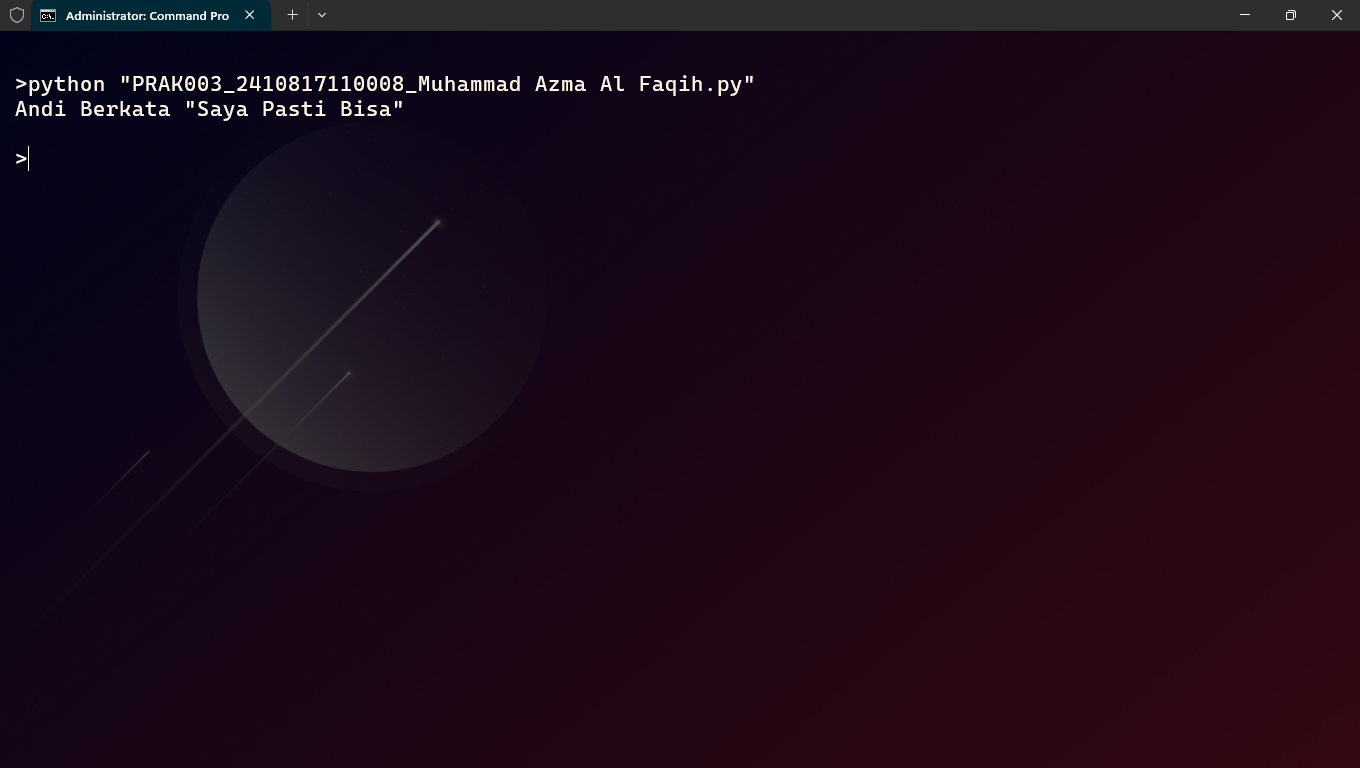 Administrator: Command Pro
>python "PRAK003_2410817110008_Muhammad Azma Al Faqih.py"
Andi Berkata "Saya Pasti Bisa"
>